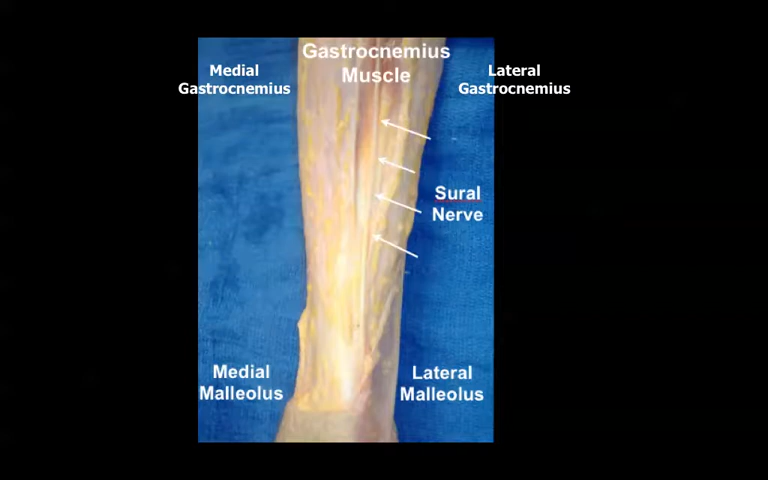 Gastrocnemius
Muscle
Medial
Gastrocnemius
Lateral
Gastrocnemius
Sural
Nerve
Medial
Malleolus
Lateral
Malleolus